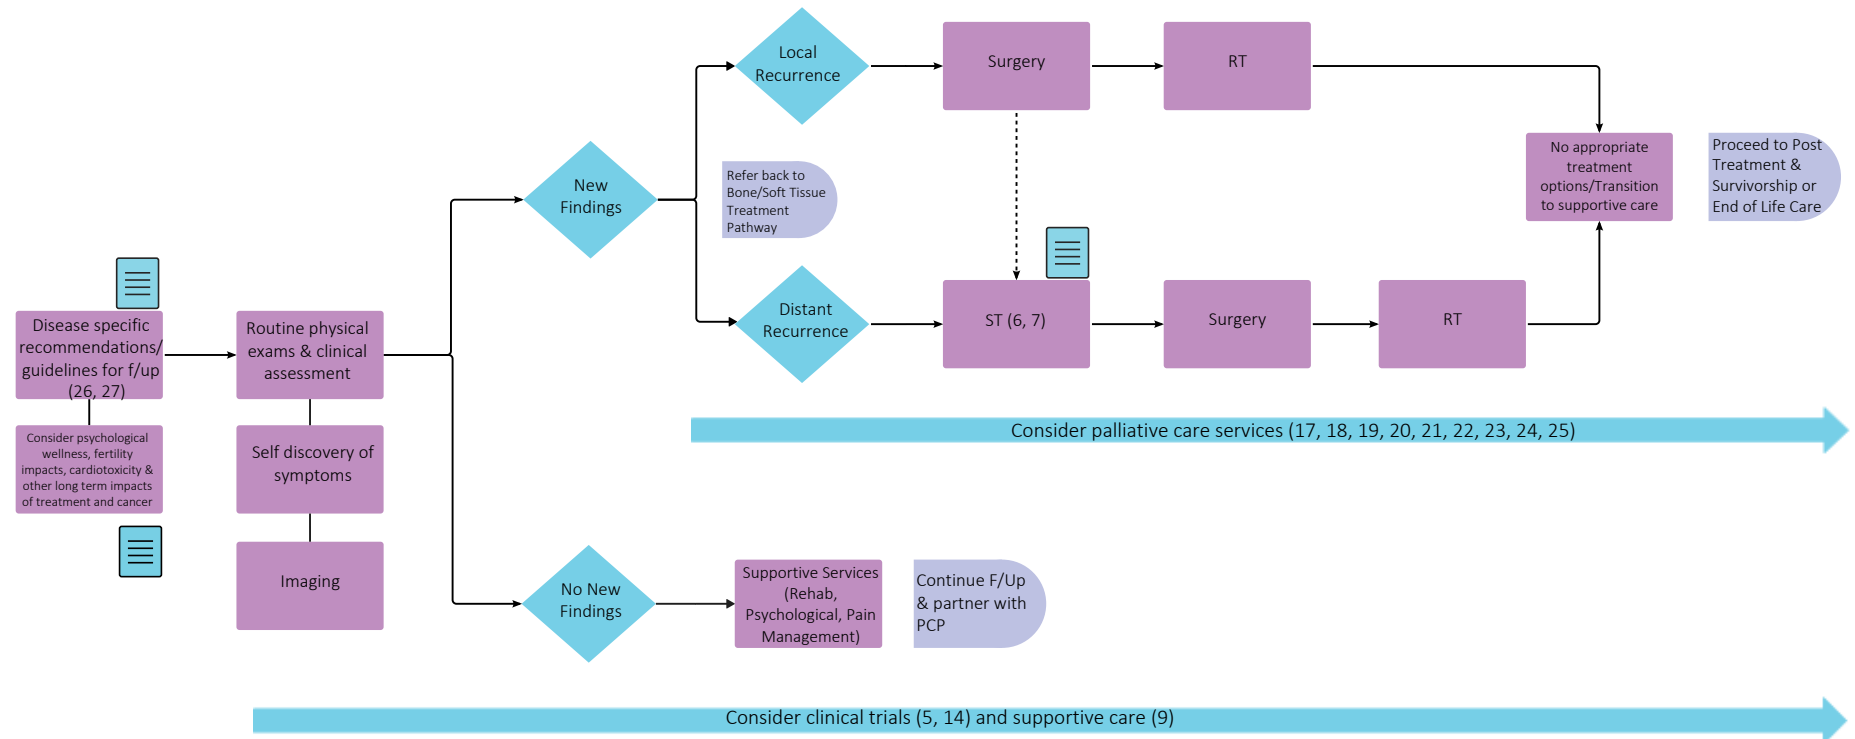 Local
Recurrence
Surgery
RT
No appropriate
treatment
options/Transition
to supportive care
Proceed to Post
Treatment &
Survivorship or
End of Life Care
New
Findings
Refer back to
Bone/Soft Tissue
Treatment
Pathway
Distant
Recurrence
ST (6, 7)
Surgery
RT
Disease specific
recommendations/
guidelines for f/up
(26, 27)
Routine physical
exams & clinical
assessment
Consider psychological
wellness, fertility
impacts, cardiotoxicity &
other long term impacts
of treatment and cancer
Self discovery of
symptoms
Imaging
Consider palliative care services (17, 18, 19, 20, 21, 22, 23, 24, 25)
No New
Findings
Supportive Services
(Rehab,
Psychological, Pain
Management)
Continue F/Up
& partner with
PCP
Consider clinical trials (5, 14) and supportive care (9)